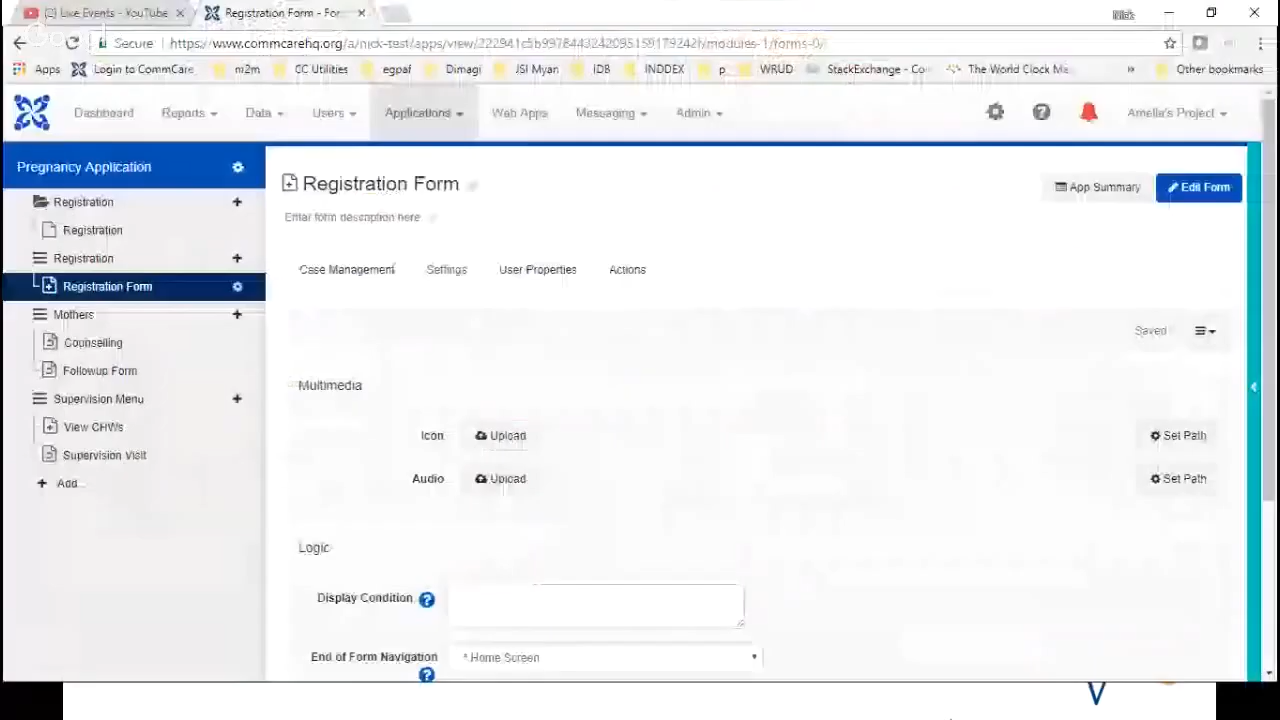 [2] Live Events - YouTube
Registration Form - For
Nick
Secure
https://www.commcarehq.org/a/nick-test/apps/view/
/modules-1/forms-0/
Apps
Login to CommCare
m2m
CC Utilities
egpaf
Dimagi
JSI Myan
IDB
INDDEX
p
WRUD
StackExchange - Co
The World Clock Me
»
Other bookmarks
Dashboard
Reports
Data
Users
Applications
Web Apps
Messaging
Admin
Amelia's Project
Pregnancy Application
Registration
Registration
Registration
Registration Form
Mothers
Counselling
Followup Form
Supervision Menu
View CHWs
Supervision Visit
Add...
Registration Form
App Summary
Edit Form
Enter form description here
Case Management
Settings
User Properties
Actions
Saved
Multimedia
Icon
Upload
Set Path
Audio
Upload
Set Path
Logic
Display Condition
End of Form Navigation
* Home Screen